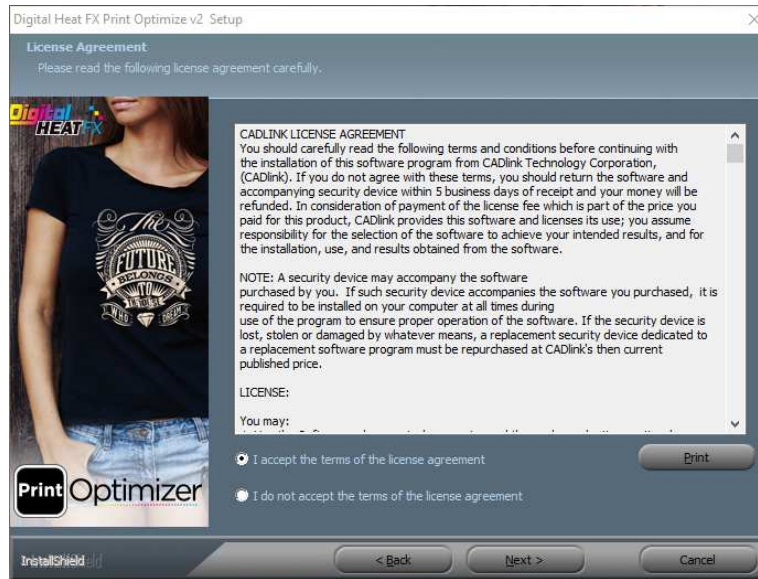 Digital Heat FX Print Optimize v2 Setup
License Agreement
Please read the following license agreement carefully.
Digital
HEAT FX
The
FUTURE
BELONGS
TO
THOSE
WHO DREAM
Print Optimizer
CADLINK LICENSE AGREEMENT
You should carefully read the following terms and conditions before continuing with
the installation of this software program from CADlink Technology Corporation,
(CADlink). If you do not agree with these terms, you should return the software and
accompanying security device within 5 business days of receipt and your money will be
refunded. In consideration of payment of the license fee which is part of the price you
paid for this product, CADlink provides this software and licenses its use; you assume
responsibility for the selection of the software to achieve your intended results, and for
the installation, use, and results obtained from the software.
NOTE: A security device may accompany the software
purchased by you. If such security device accompanies the software you purchased, it is
required to be installed on your computer at all times during
use of the program to ensure proper operation of the software. If the security device is
lost, stolen or damaged by whatever means, a replacement security device dedicated to
a replacement software program must be repurchased at CADlink's then current
published price.
LICENSE:
You may:
I accept the terms of the license agreement
Print
I do not accept the terms of the license agreement
InstallShield
< Back
Next >
Cancel